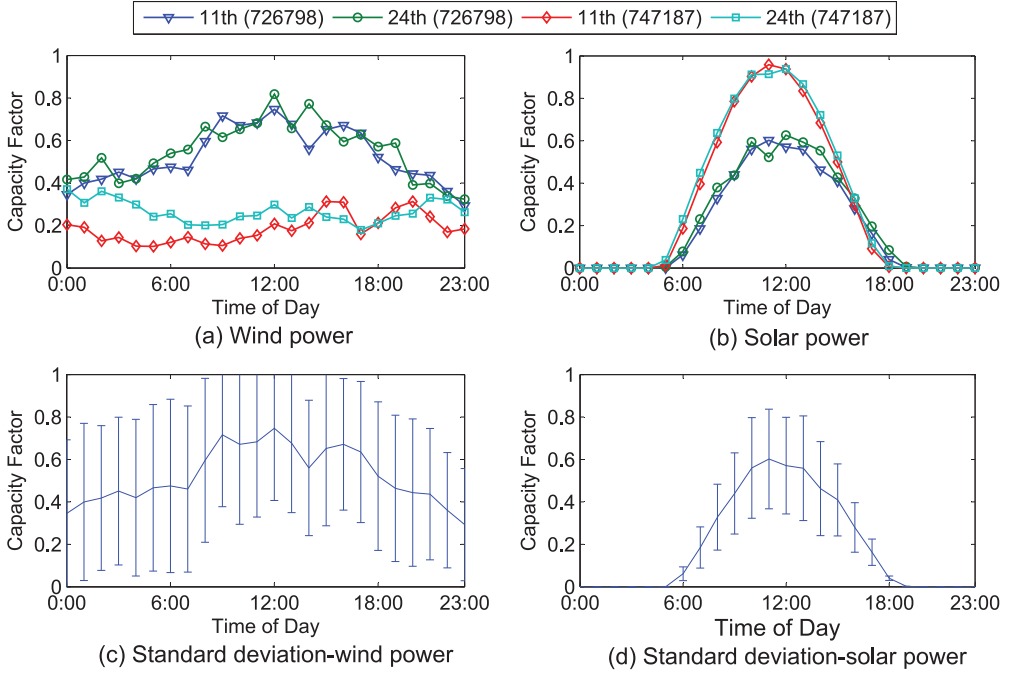 11th (726798) 24th (726798) 11th (747187) 24th (747187)
1
0.8
0.6
0.4
0.2
0
Capacity Factor
0:00 6:00 12:00 18:00 23:00
Time of Day
(a) Wind power
1
0.8
0.6
0.4
0.2
0
Capacity Factor
0:00 6:00 12:00 18:00 23:00
Time of Day
(b) Solar power
1
0.8
0.6
0.4
0.2
0
Capacity Factor
0:00 6:00 12:00 18:00 23:00
Time of Day
(c) Standard deviation-wind power
1
0.8
0.6
0.4
0.2
0
Capacity Factor
0:00 6:00 12:00 18:00 23:00
Time of Day
(d) Standard deviation-solar power